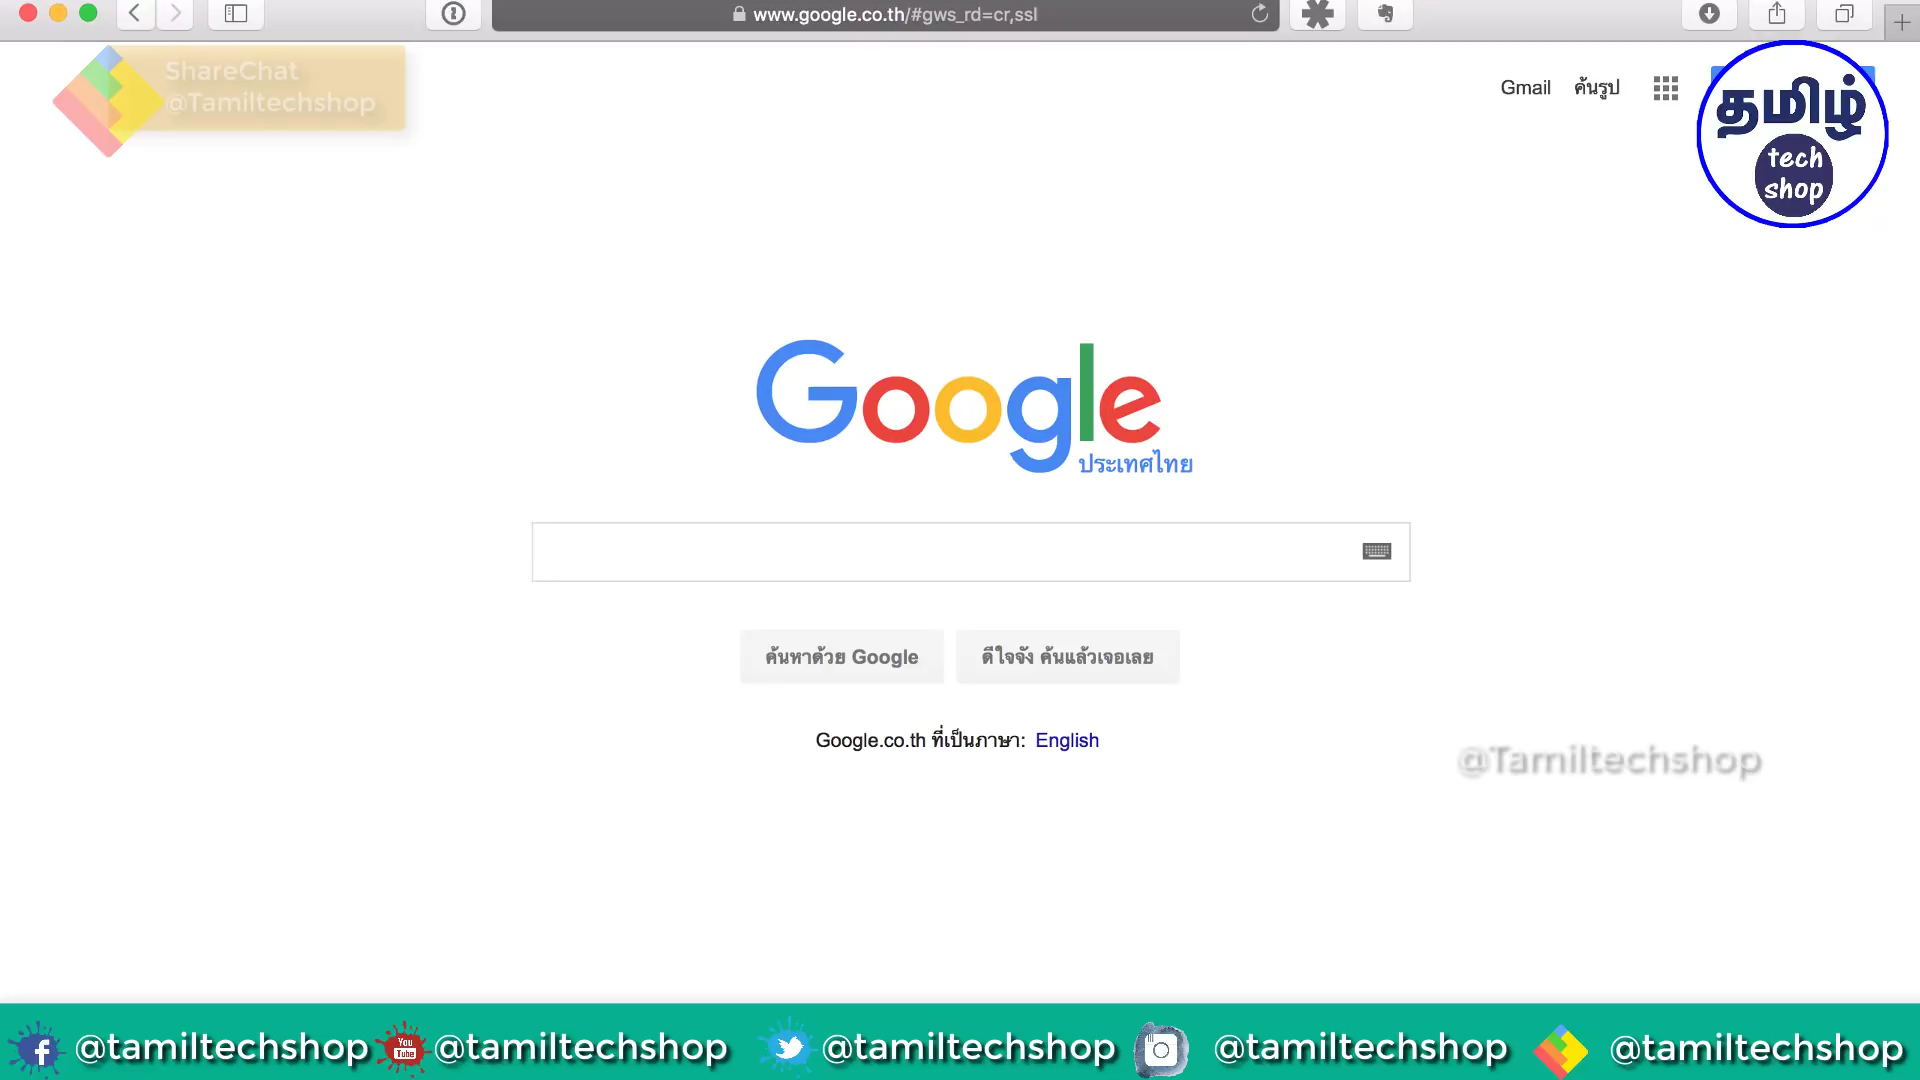 www.google.co.th/#gws_rd=cr,ssl
ShareChat
@Tamiltechshop
Gmail ค้นรูป
தமிழ்
tech
shop
Google
ประเทศไทย
ค้นหาด้วย Google ดีใจจัง ค้นแล้วเจอเลย
Google.co.th ที่เป็นภาษา: English
@Tamiltechshop
@tamiltechshop You Tube @tamiltechshop @tamiltechshop @tamiltechshop @tamiltechshop